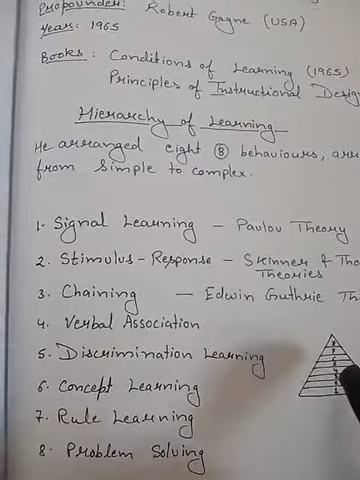 Propounder: Robert Gagne (USA)
Year: 1965
Books: Conditions of Learning (1965)
Principles of Instructional Desig
Hierarchy of Learning
He arranged eight ⑧ behaviours, arr
from simple to complex.
1. Signal Learning – Pavlov Theory
2. Stimulus-Response – Skinner & Tho
Theories
3. Chaining – Edwin Guthrie Th
4. Verbal Association
5. Discrimination Learning
6. Concept Learning
7. Rule Learning
8. Problem Solving